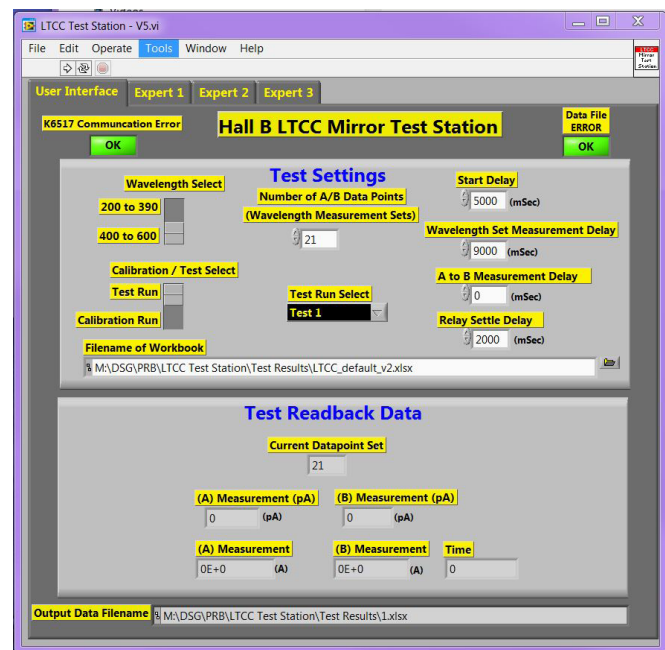 LTCC Test Station - V5.vi
File Edit Operate Tools Window Help
LTCC
Mirror
Test
Station
User Interface Expert 1 Expert 2 Expert 3
K6517 Communcation Error
OK
Hall B LTCC Mirror Test Station
Data File
ERROR
OK
Test Settings
Wavelength Select
200 to 390
400 to 600
Number of A/B Data Points
(Wavelength Measurement Sets)
21
Start Delay
5000 (mSec)
Wavelength Set Measurement Delay
9000 (mSec)
Calibration / Test Select
Test Run
Calibration Run
Test Run Select
Test 1
A to B Measurement Delay
0 (mSec)
Relay Settle Delay
2000 (mSec)
Filename of Workbook
M:\DSG\PRB\LTCC Test Station\Test Results\LTCC_default_v2.xlsx
Test Readback Data
Current Datapoint Set
21
(A) Measurement (pA) (B) Measurement (pA)
0 (pA) 0 (pA)
(A) Measurement (B) Measurement Time
0E+0 (A) 0E+0 (A) 0
Output Data Filename M:\DSG\PRB\LTCC Test Station\Test Results\1.xlsx